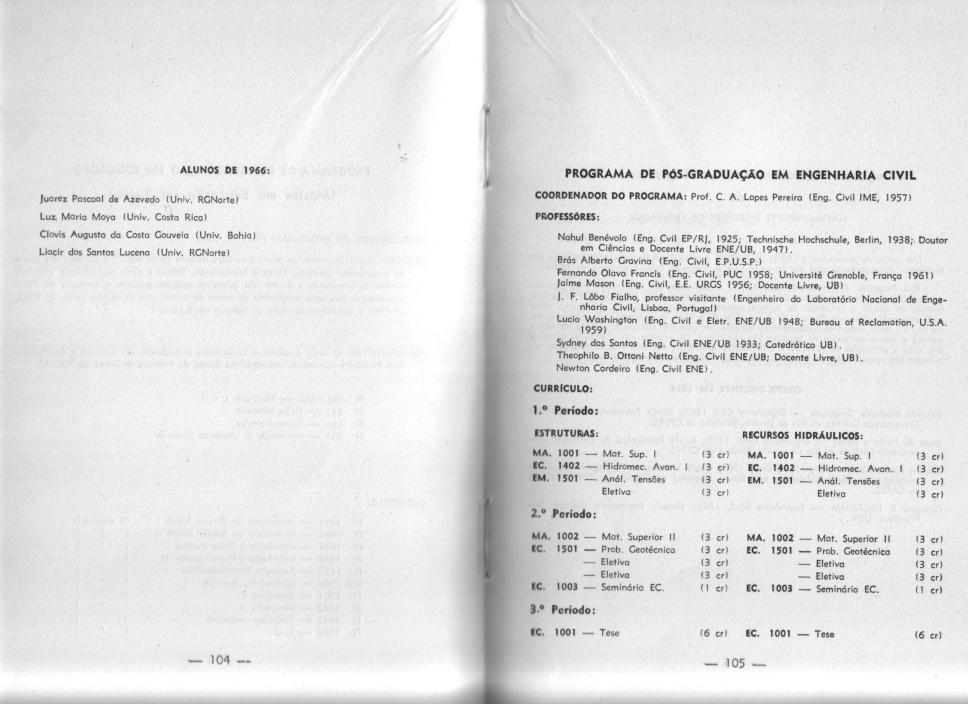 ALUNOS DE 1966:
Juarez Pascoal de Azevedo (Univ. RGNorte)
Luz Maria Moya (Univ. Costa Rica)
Clovis Augusto da Costa Gouveia (Univ. Bahia)
Liacir dos Santos Lucena (Univ. RGNorte)
— 104 —
PROGRAMA DE PÓS-GRADUAÇÃO EM ENGENHARIA CIVIL
COORDENADOR DO PROGRAMA: Prof. C. A. Lopes Pereira (Eng. Civil IME, 1957)
PROFESSÔRES:
Nahul Benévolo (Eng. Cvil EP/RJ, 1925; Technische Hochschule, Berlin, 1938; Doutor
em Ciências e Docente Livre ENE/UB, 1947).
Brás Alberto Gravina (Eng. Civil, E.P.U.S.P.)
Fernando Olavo Francis (Eng. Civil, PUC 1958; Université Grenoble, França 1961)
Jaime Mason (Eng. Civil, E.E. URGS 1956; Docente Livre, UB)
J. F. Lôbo Fialho, professor visitante (Engenheiro do Laboratório Nacional de Enge-
nharia Civil, Lisboa, Portugal)
Lucio Washington (Eng. Civil e Eletr. ENE/UB 1948; Bureau of Reclamation, U.S.A.
1959)
Sydney dos Santos (Eng. Civil ENE/UB 1933; Catedrático UB).
Theophilo B. Ottoni Netto (Eng. Civil ENE/UB; Docente Livre, UB).
Newton Cordeiro (Eng. Civil ENE).
CURRÍCULO:
1.º Período:
ESTRUTURAS: RECURSOS HIDRÁULICOS:
MA. 1001 — Mat. Sup. I (3 cr) MA. 1001 — Mat. Sup. I (3 cr)
EC. 1402 — Hidromec. Avan. I (3 cr) EC. 1402 — Hidromec. Avan. I (3 cr)
EM. 1501 — Anál. Tensões (3 cr) EM. 1501 — Anál. Tensões (3 cr)
Eletiva (3 cr) Eletiva (3 cr)
2.º Período:
MA. 1002 — Mat. Superior II (3 cr) MA. 1002 — Mat. Superior II (3 cr)
EC. 1501 — Prob. Geotécnica (3 cr) EC. 1501 — Prob. Geotécnica (3 cr)
— Eletiva (3 cr) — Eletiva (3 cr)
— Eletiva (3 cr) — Eletiva (3 cr)
EC. 1003 — Seminário EC. (1 cr) EC. 1003 — Seminário EC. (1 cr)
3.º Período:
EC. 1001 — Tese (6 cr) EC. 1001 — Tese (6 cr)
— 105 —